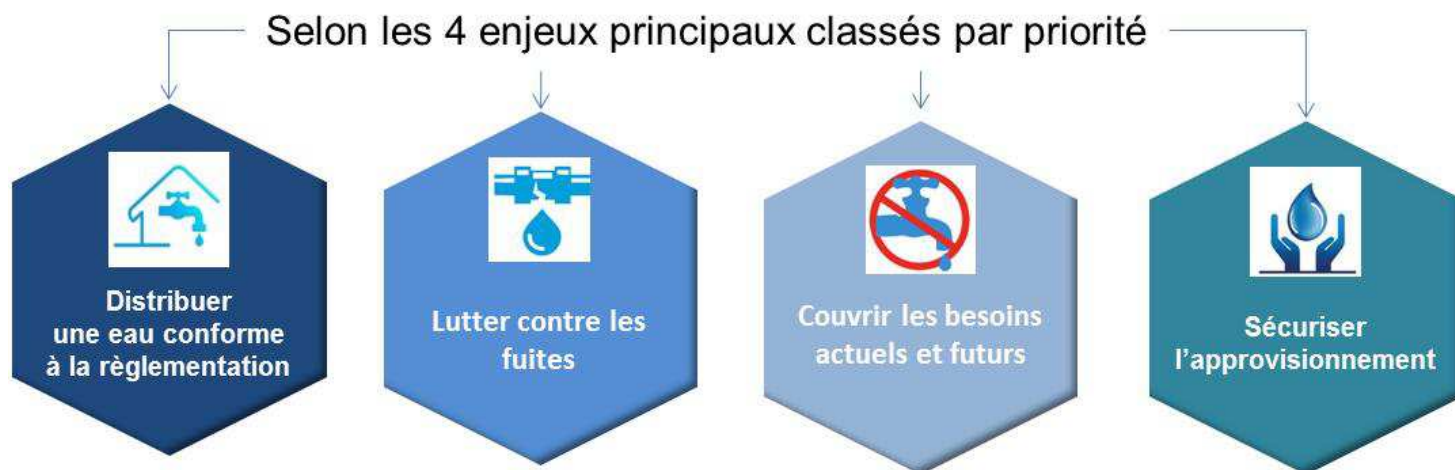 Selon les 4 enjeux principaux classés par priorité
Distribuer
une eau conforme
à la règlementation
Lutter contre les
fuites
Couvrir les besoins
actuels et futurs
Sécuriser
l’approvisionnement